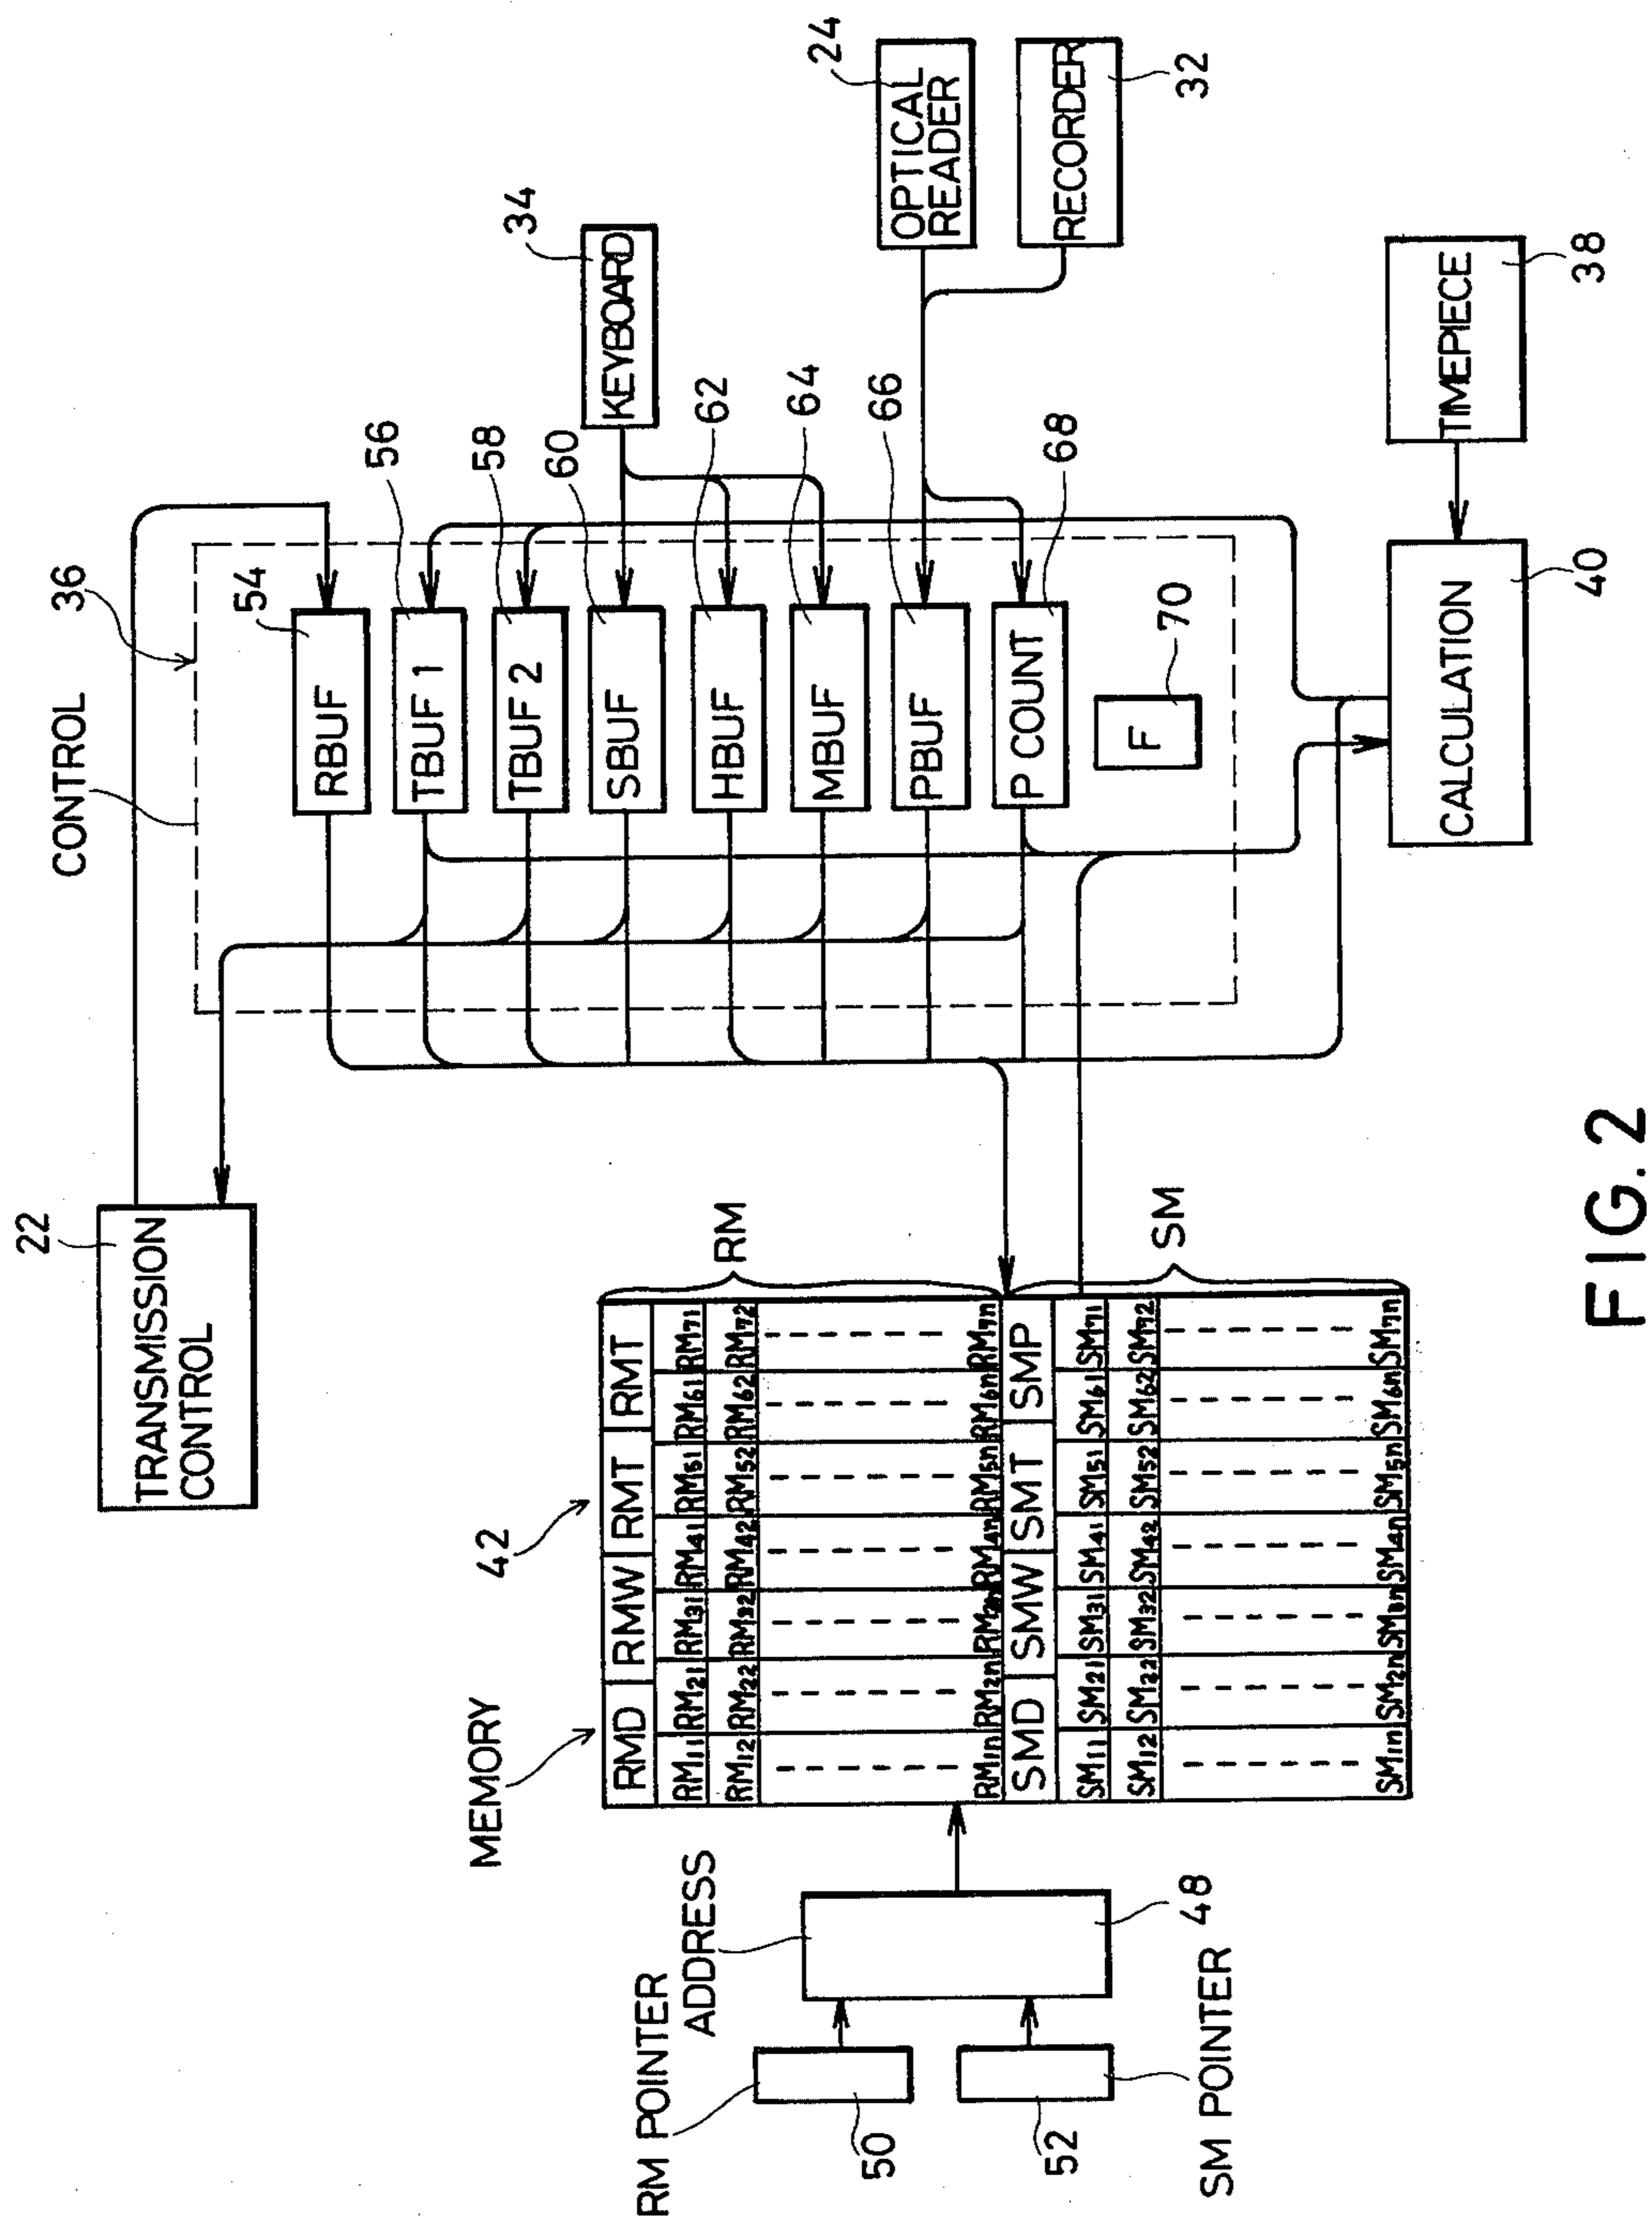 22
TRANSMISSION
CONTROL
CONTROL
36
54
56
58
60
62
64
66
68
70
RBUF
TBUF 1
TBUF 2
SBUF
HBUF
MBUF
PBUF
P COUNT
F
34
KEYBOARD
24
OPTICAL
READER
RECORDER
32
TIMEPIECE
38
CALCULATION
40
MEMORY
42
RM
SM
RMD RMW RMT RMT
RM11 RM21 RM31 RM41 RM51 RM61 RM71
RM12 RM22 RM32 RM42 RM52 RM62 RM72
RM1n RM2n RM3n RM4n RM5n RM6n RM7n
SMD SMW SMT SMP
SM11 SM21 SM31 SM41 SM51 SM61 SM71
SM12 SM22 SM32 SM42 SM52 SM62 SM72
SM1n SM2n SM3n SM4n SM5n SM6n SM7n
RM POINTER
ADDRESS
50
52
48
SM POINTER
FIG. 2